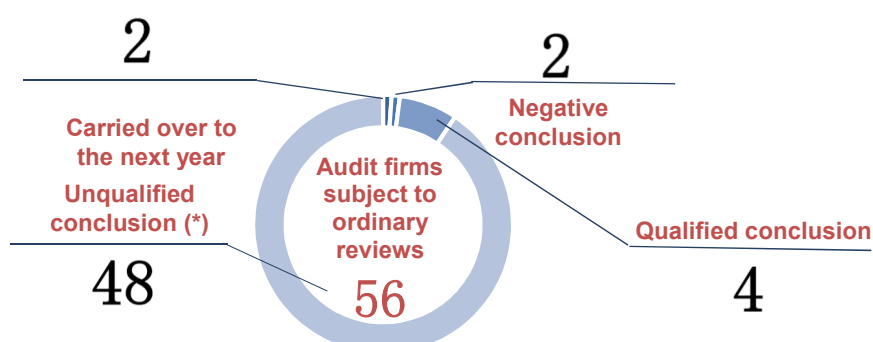 2
Carried over to
the next year
2
Negative
conclusion
Unqualified
conclusion (*)
48
Audit firms
subject to
ordinary
reviews
56
Qualified conclusion
4